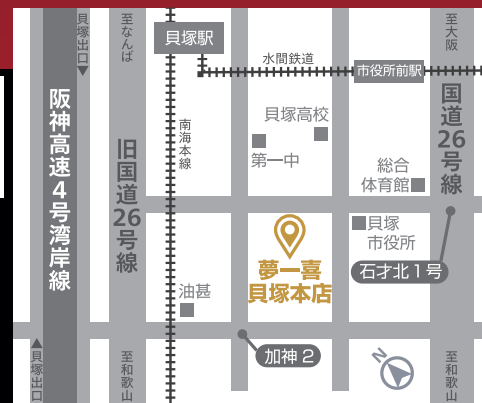 貝塚出口▼
至なんば
貝塚駅
水間鉄道
市役所前駅
至大阪
阪神高速4号湾岸線
旧国道26号線
南海本線
貝塚高校
第一中
総合
体育館
国道26号線
貝塚
市役所
夢一喜
貝塚本店
石才北1号
油甚
加神2
N
▲貝塚出口
至和歌山
至和歌山